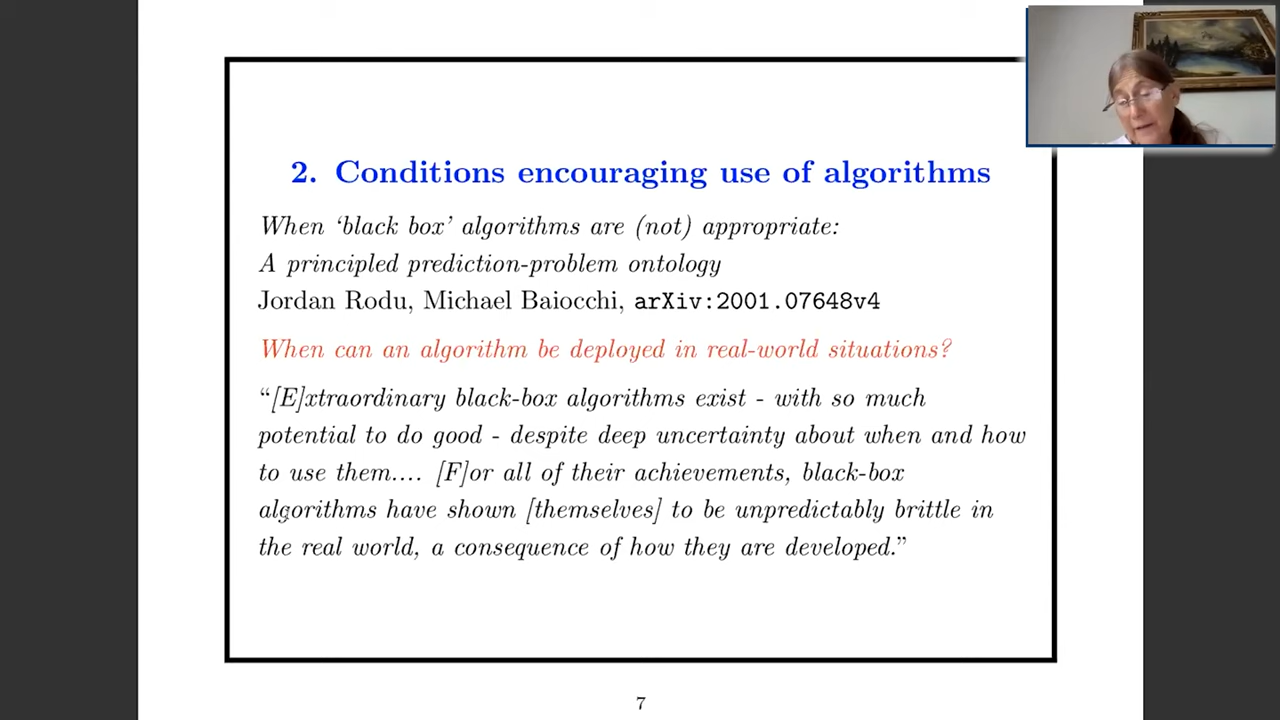 2. Conditions encouraging use of algorithms
When ‘black box’ algorithms are (not) appropriate:
A principled prediction-problem ontology
Jordan Rodu, Michael Baiocchi, arXiv:2001.07648v4
When can an algorithm be deployed in real-world situations?
“[E]xtraordinary black-box algorithms exist - with so much
potential to do good - despite deep uncertainty about when and how
to use them.... [F]or all of their achievements, black-box
algorithms have shown [themselves] to be unpredictably brittle in
the real world, a consequence of how they are developed.”
7